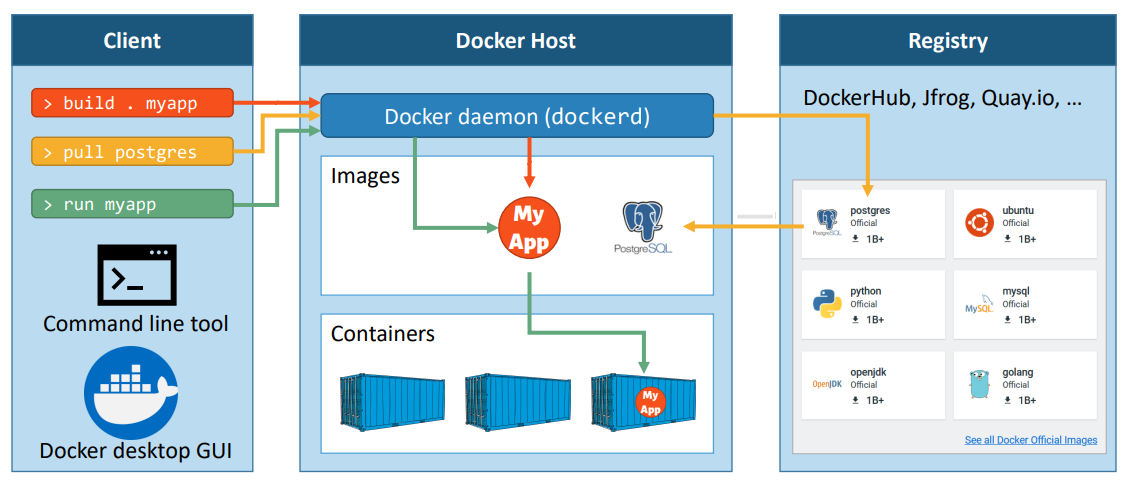 Client
> build . myapp
> pull postgres
> run myapp
>_
Command line tool
Docker desktop GUI
Docker Host
Docker daemon (dockerd)
Images
My
App
PostgreSQL
Containers
My
App
Registry
DockerHub, Jfrog, Quay.io, ...
postgres
Official
1B+
PostgreSQL
ubuntu
Official
1B+
python
Official
1B+
MySQL
mysql
Official
1B+
OpenJDK
openjdk
Official
1B+
golang
Official
1B+
See all Docker Official Images